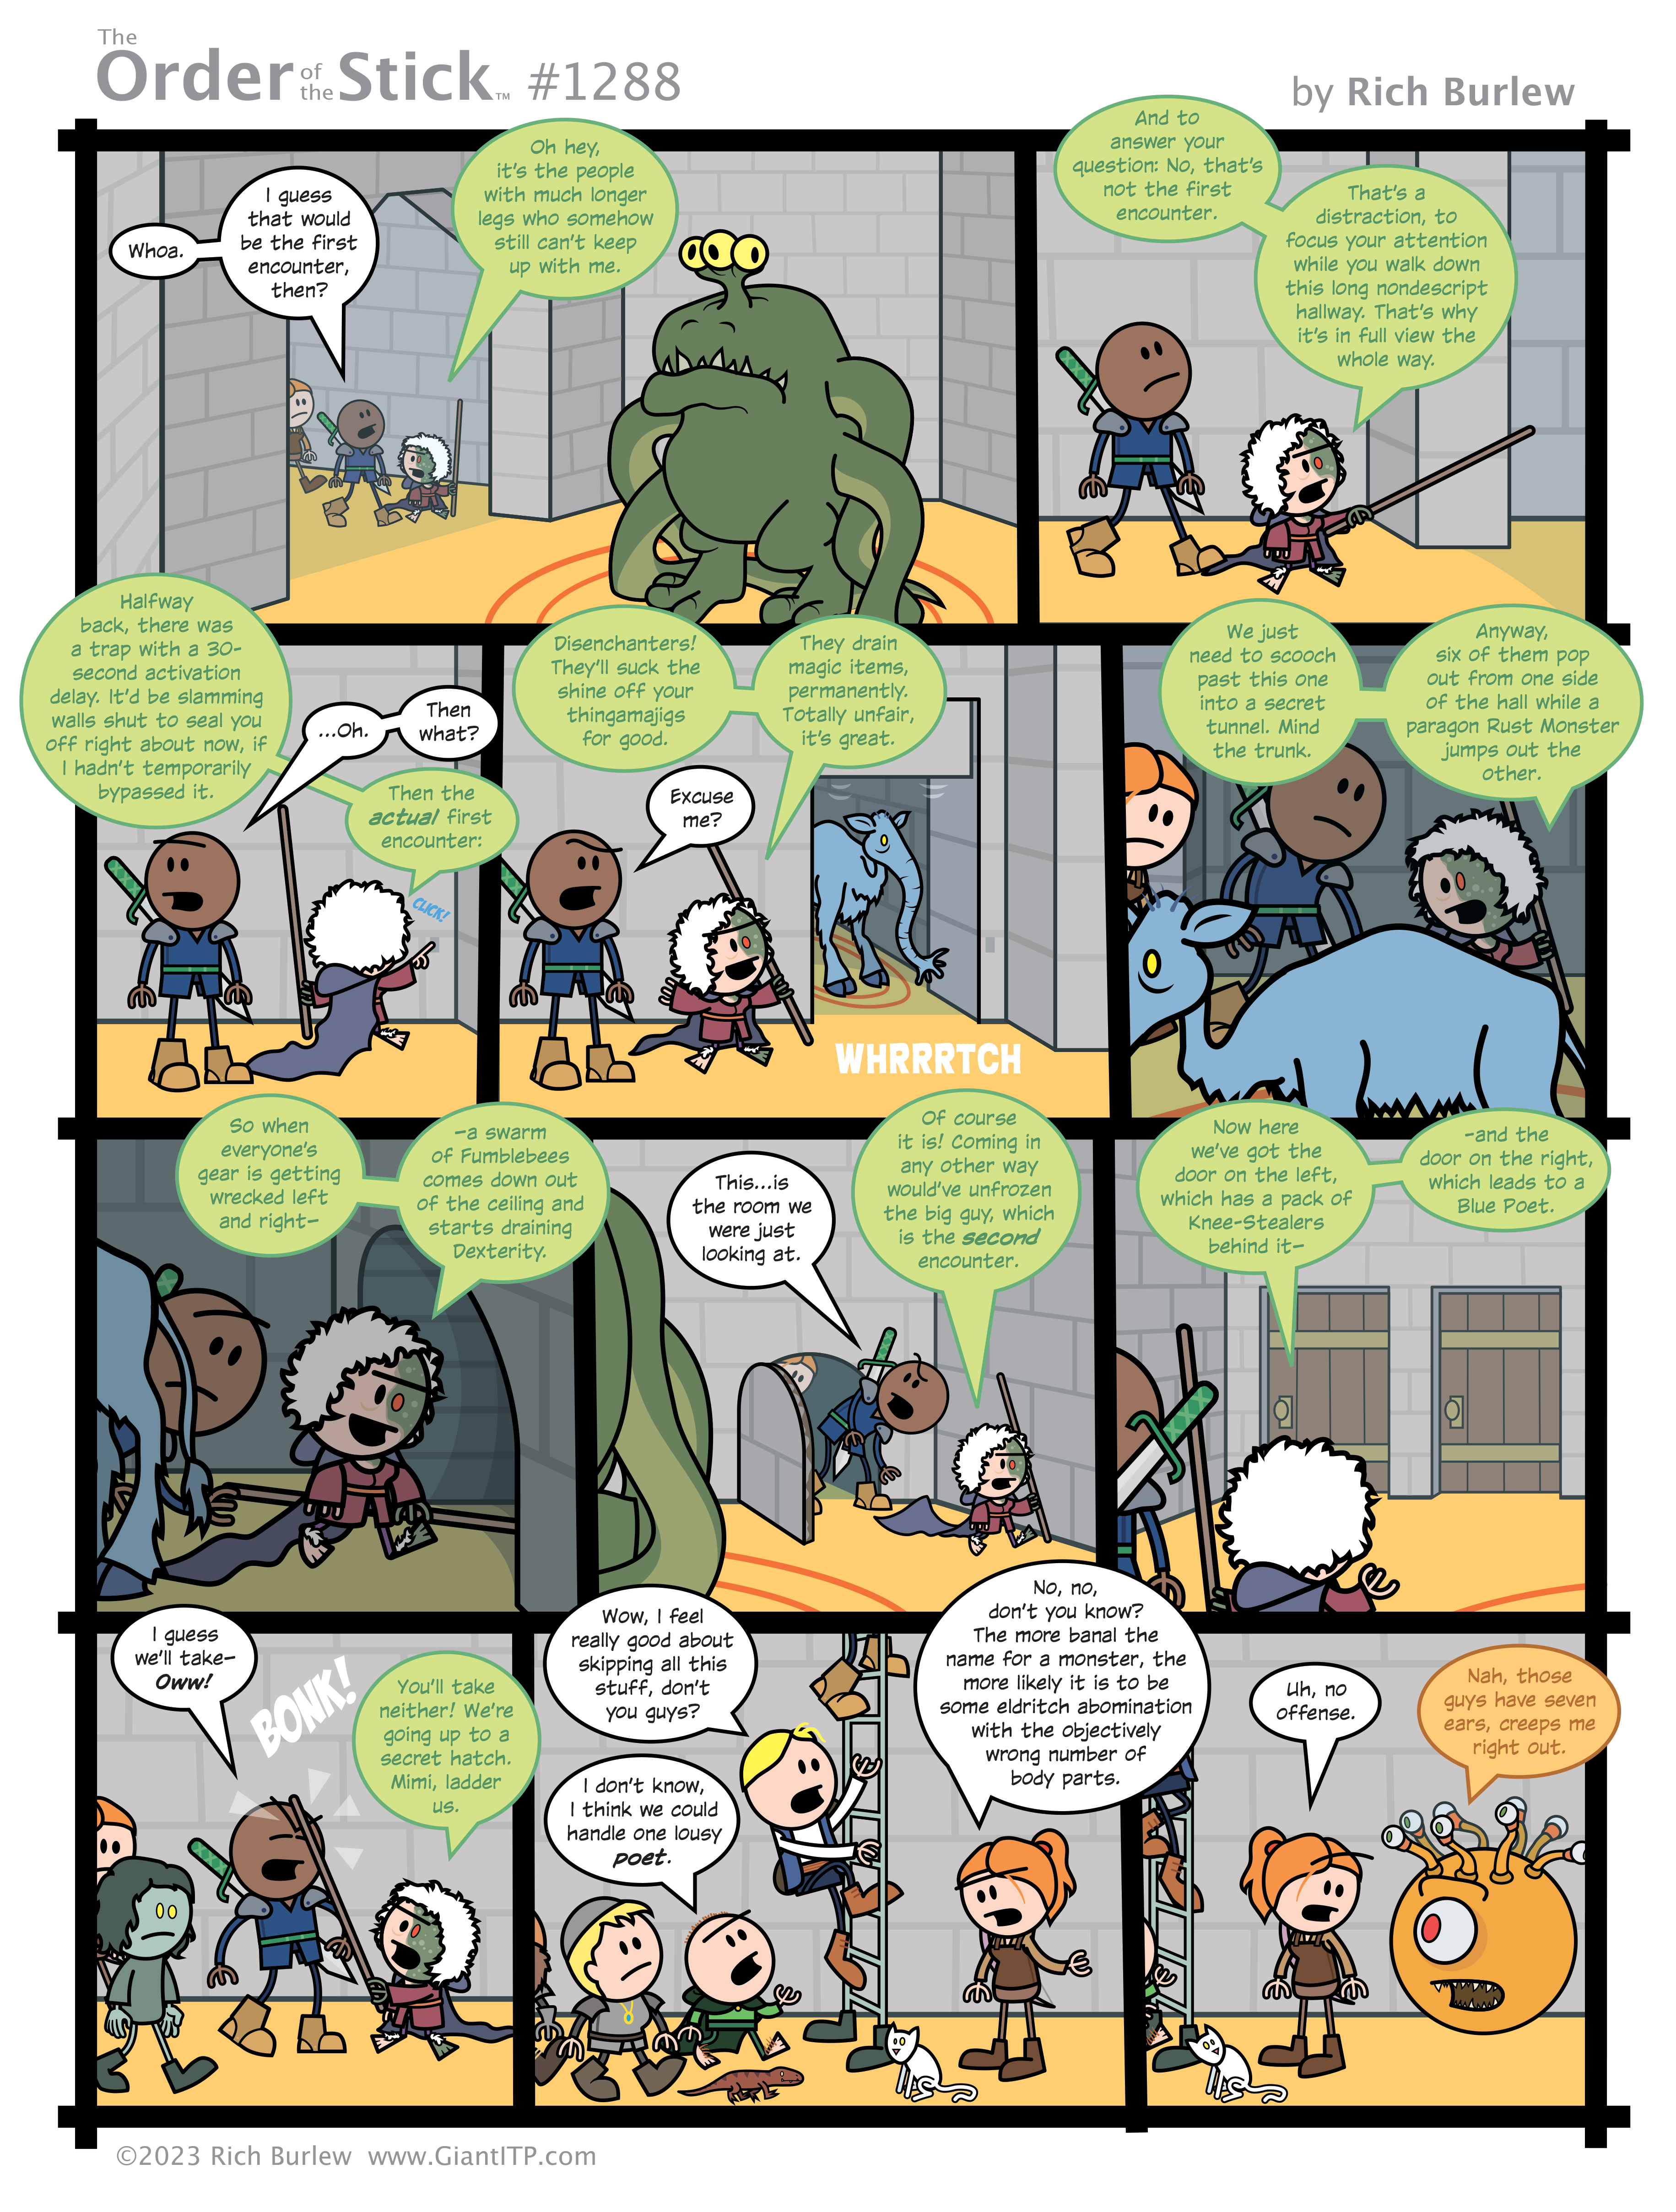 The
Order of the Stick™ #1288
by Rich Burlew
Whoa.
I guess
that would
be the first
encounter,
then?
Oh hey,
it's the people
with much longer
legs who somehow
still can't keep
up with me.
And to
answer your
question: No, that's
not the first
encounter.
That's a
distraction, to
focus your attention
while you walk down
this long nondescript
hallway. That's why
it's in full view the
whole way.
Halfway
back, there was
a trap with a 30-
second activation
delay. It'd be slamming
walls shut to seal you
off right about now, if
I hadn't temporarily
bypassed it.
...Oh.
Then
what?
Then the
actual first
encounter:
CLICK!
Disenchanters!
They'll suck the
shine off your
thingamajigs
for good.
Excuse
me?
They drain
magic items,
permanently.
Totally unfair,
it's great.
WHRRRTCH
We just
need to scooch
past this one
into a secret
tunnel. Mind
the trunk.
Anyway,
six of them pop
out from one side
of the hall while a
paragon Rust Monster
jumps out the
other.
So when
everyone's
gear is getting
wrecked left
and right–
–a swarm
of Fumblebees
comes down out
of the ceiling and
starts draining
Dexterity.
This...is
the room we
were just
looking at.
Of course
it is! Coming in
any other way
would've unfrozen
the big guy, which
is the second
encounter.
Now here
we've got the
door on the left,
which has a pack of
Knee-Stealers
behind it–
–and the
door on the right,
which leads to a
Blue Poet.
I guess
we'll take–
Oww!
BONK!
You'll take
neither! We're
going up to a
secret hatch.
Mimi, ladder
us.
Wow, I feel
really good about
skipping all this
stuff, don't
you guys?
I don't know,
I think we could
handle one lousy
poet.
No, no,
don't you know?
The more banal the
name for a monster, the
more likely it is to be
some eldritch abomination
with the objectively
wrong number of
body parts.
Uh, no
offense.
Nah, those
guys have seven
ears, creeps me
right out.
©2023 Rich Burlew www.GiantITP.com